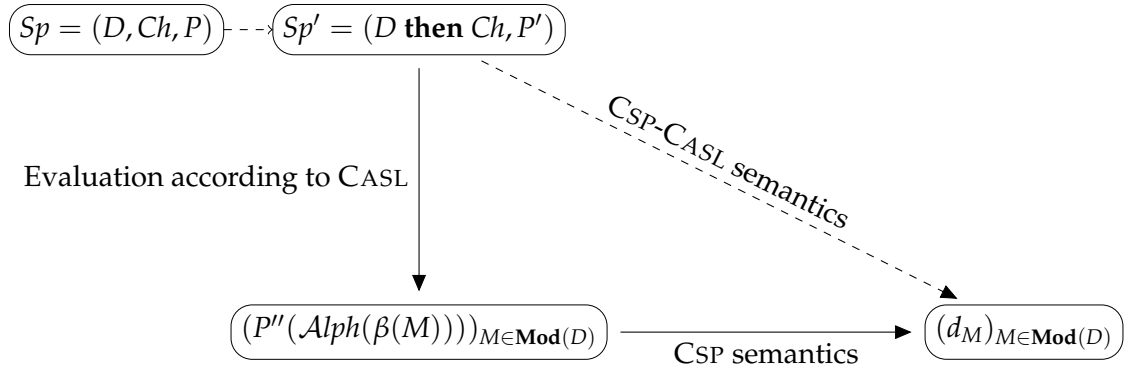 Sp = (D, Ch, P)
Sp′ = (D then Ch, P′)
CSP-CASL semantics
Evaluation according to CASL
(P′′(𝒜lph(β(M))))M∈Mod(D)
CSP semantics
(dM)M∈Mod(D)